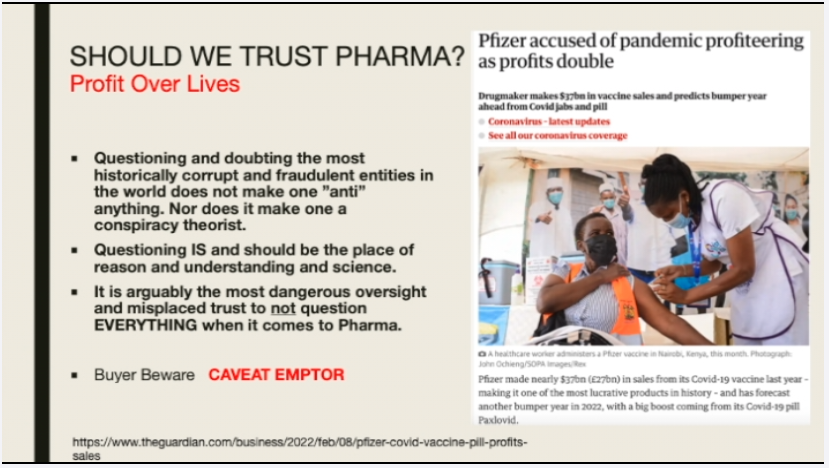 SHOULD WE TRUST PHARMA?
Profit Over Lives
Questioning and doubting the most
historically corrupt and fraudulent entities in
the world does not make one "anti"
anything. Nor does it make one a
conspiracy theorist.
Questioning IS and should be the place of
reason and understanding and science.
It is arguably the most dangerous oversight
and misplaced trust to not question
EVERYTHING when it comes to Pharma.
Buyer Beware CAVEAT EMPTOR
https://www.theguardian.com/business/2022/feb/08/pfizer-covid-vaccine-pill-profits-
sales
Pfizer accused of pandemic profiteering
as profits double
Drugmaker makes $37bn in vaccine sales and predicts bumper year
ahead from Covid jabs and pill
Coronavirus – latest updates
See all our coronavirus coverage
A healthcare worker administers a Pfizer vaccine in Nairobi, Kenya, this month. Photograph:
John Ochieng/SOPA Images/Rex
Pfizer made nearly $37bn (£27bn) in sales from its Covid-19 vaccine last year –
making it one of the most lucrative products in history – and has forecast
another bumper year in 2022, with a big boost coming from its Covid-19 pill
Paxlovid.